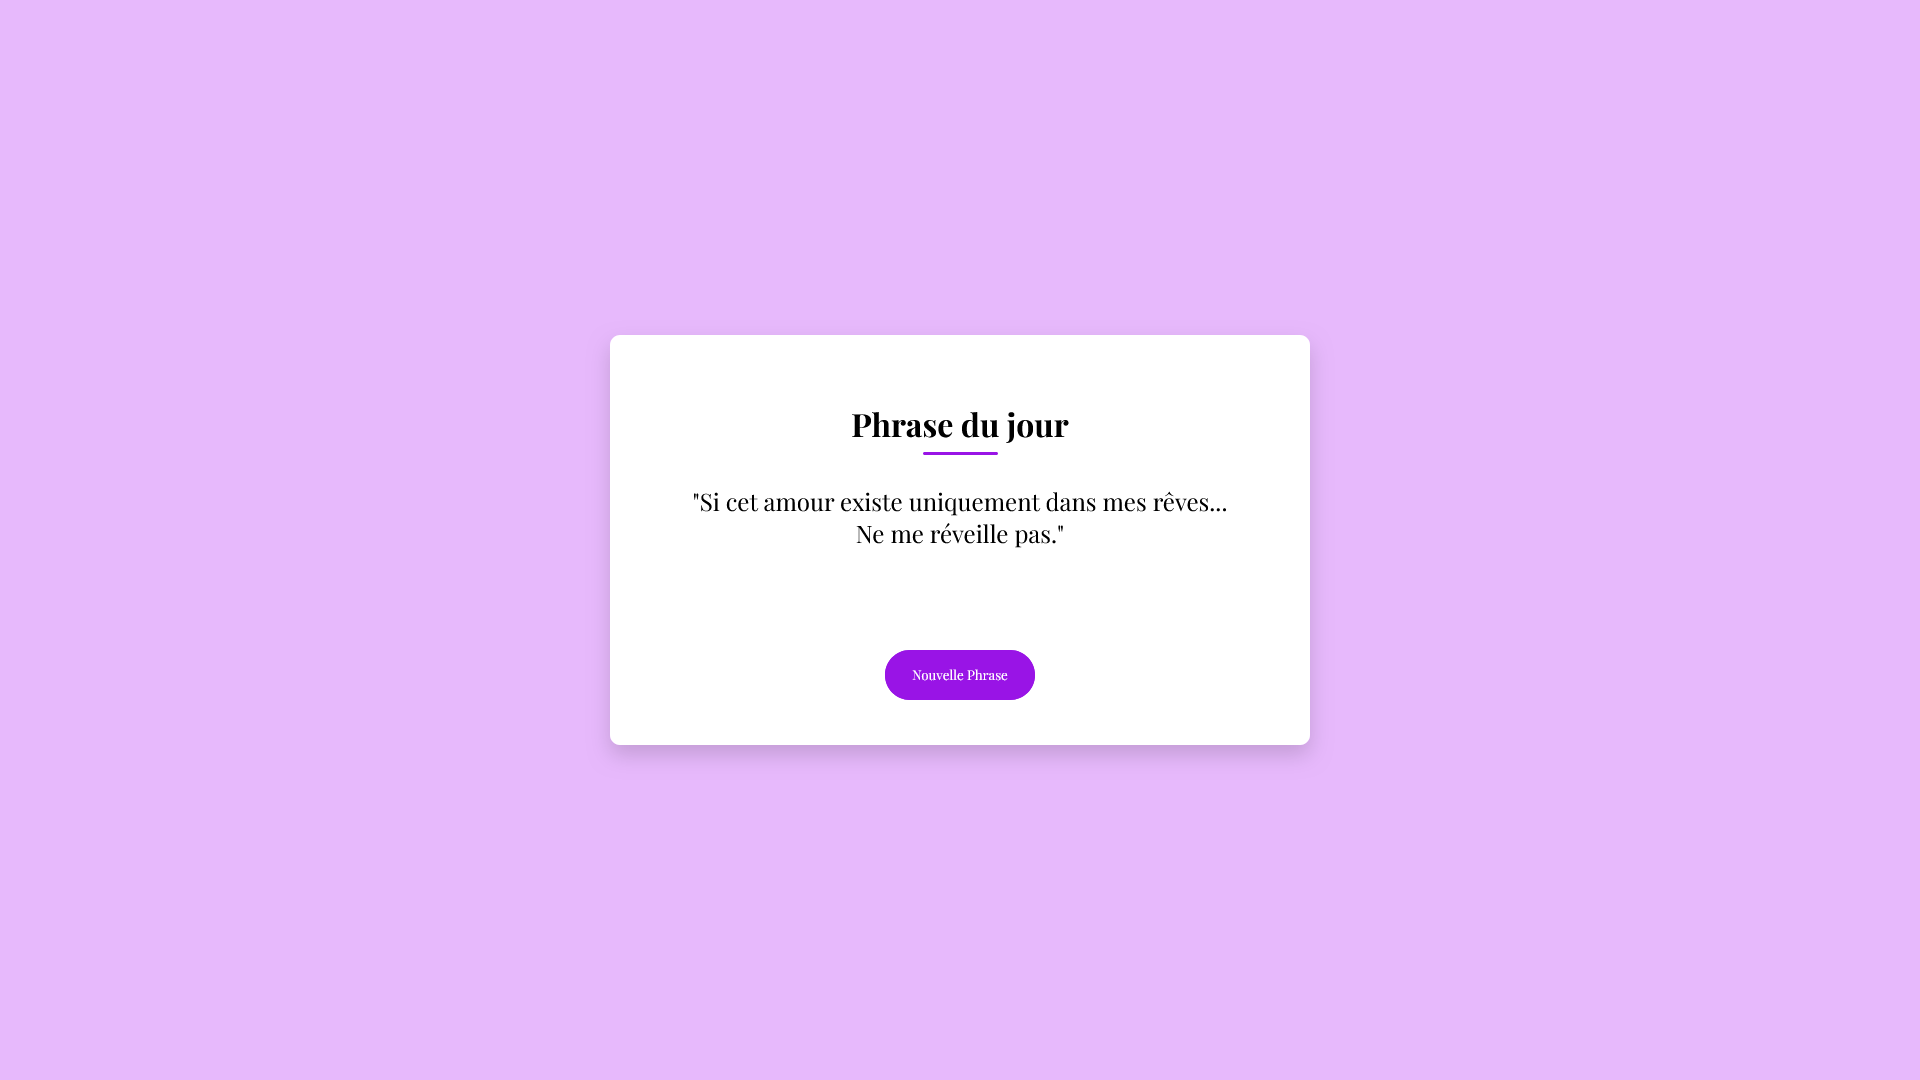 Phrase du jour
"Si cet amour existe uniquement dans mes rêves...
Ne me réveille pas."
Nouvelle Phrase